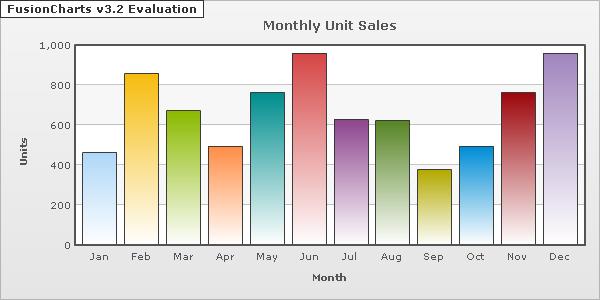 FusionCharts v3.2 Evaluation
Monthly Unit Sales
Units
1,000
800
600
400
200
0
Jan Feb Mar Apr May Jun Jul Aug Sep Oct Nov Dec
Month